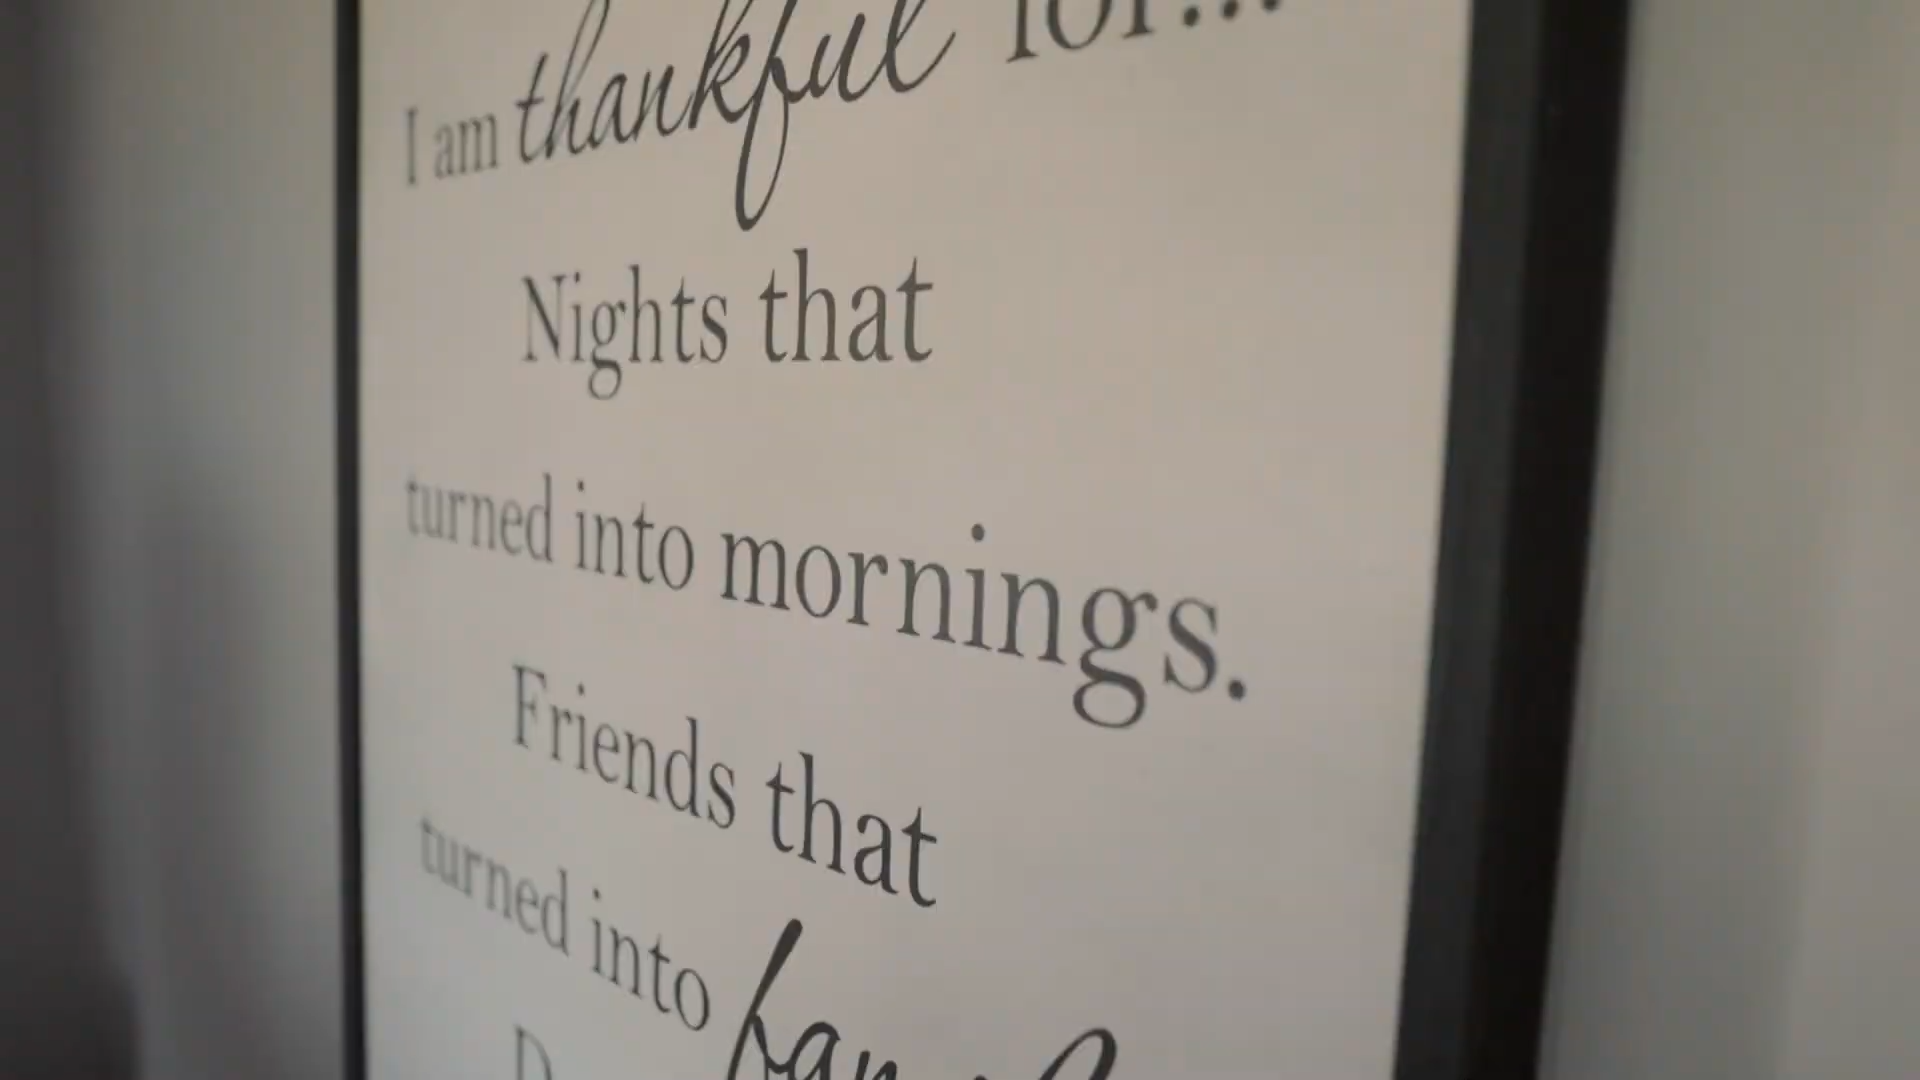 I am thankful for...
Nights that
turned into mornings.
Friends that
turned into